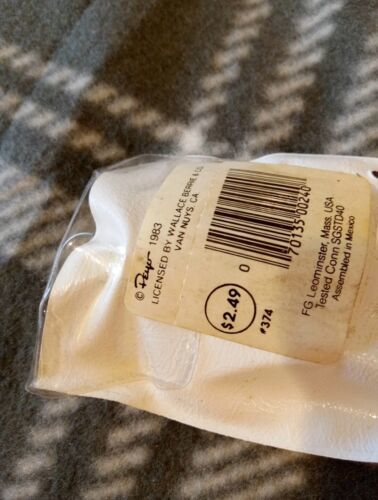 © Peyo 1983
LICENSED BY WALLACE BERRIE & CO.
VAN NUYS, CA
0 70135 00240
$2.49
#374
FG Leominster, Mass. USA
Tested Conn SGSTD40
Assembled in Mexico